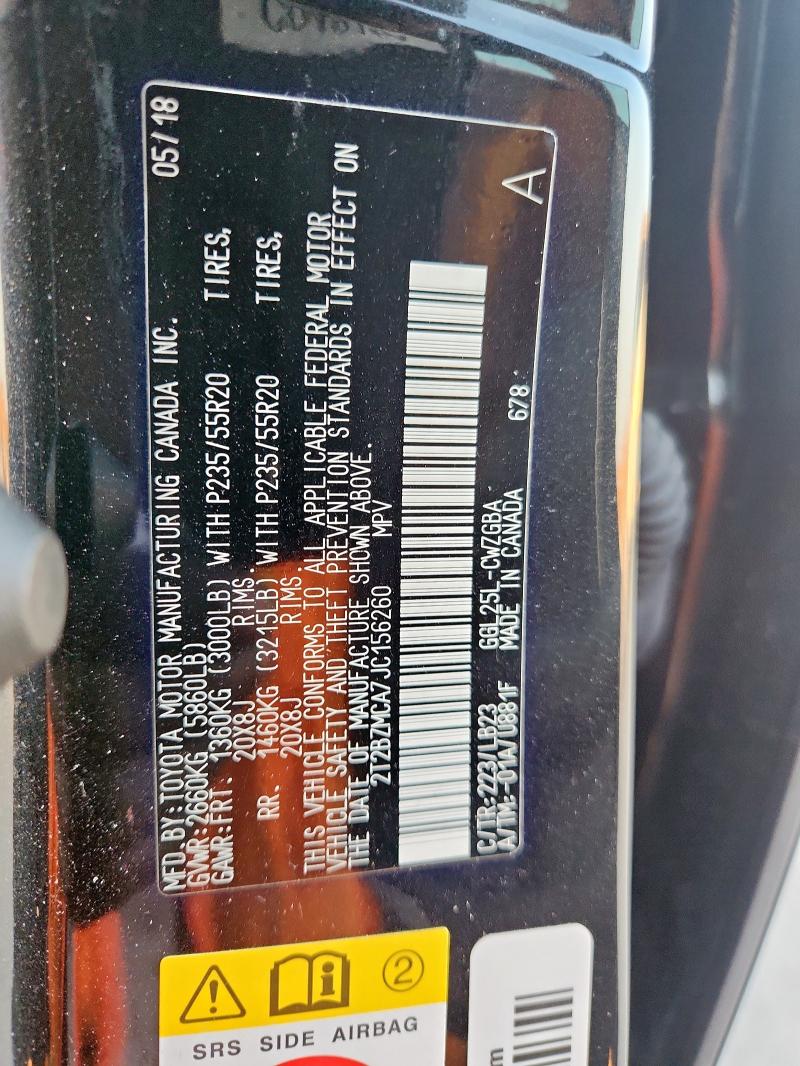 MFD.BY:TOYOTA MOTOR MANUFACTURING CANADA INC. 05/18
GVWR:2660KG (5860LB)
GAWR:FRT. 1360KG (3000LB) WITH P235/55R20 TIRES,
20X8J RIMS.
RR. 1460KG (3215LB) WITH P235/55R20 TIRES,
20X8J RIMS.
THIS VEHICLE CONFORMS TO ALL APPLICABLE FEDERAL MOTOR
VEHICLE SAFETY AND THEFT PREVENTION STANDARDS IN EFFECT ON
THE DATE OF MANUFACTURE SHOWN ABOVE.
2T2BZMCA7JC156260 MPV
C/TR:223/LB23 GGL25L-CWZGBA
A/TM:-01A/U881F MADE IN CANADA 678 A
2
SRS SIDE AIRBAG